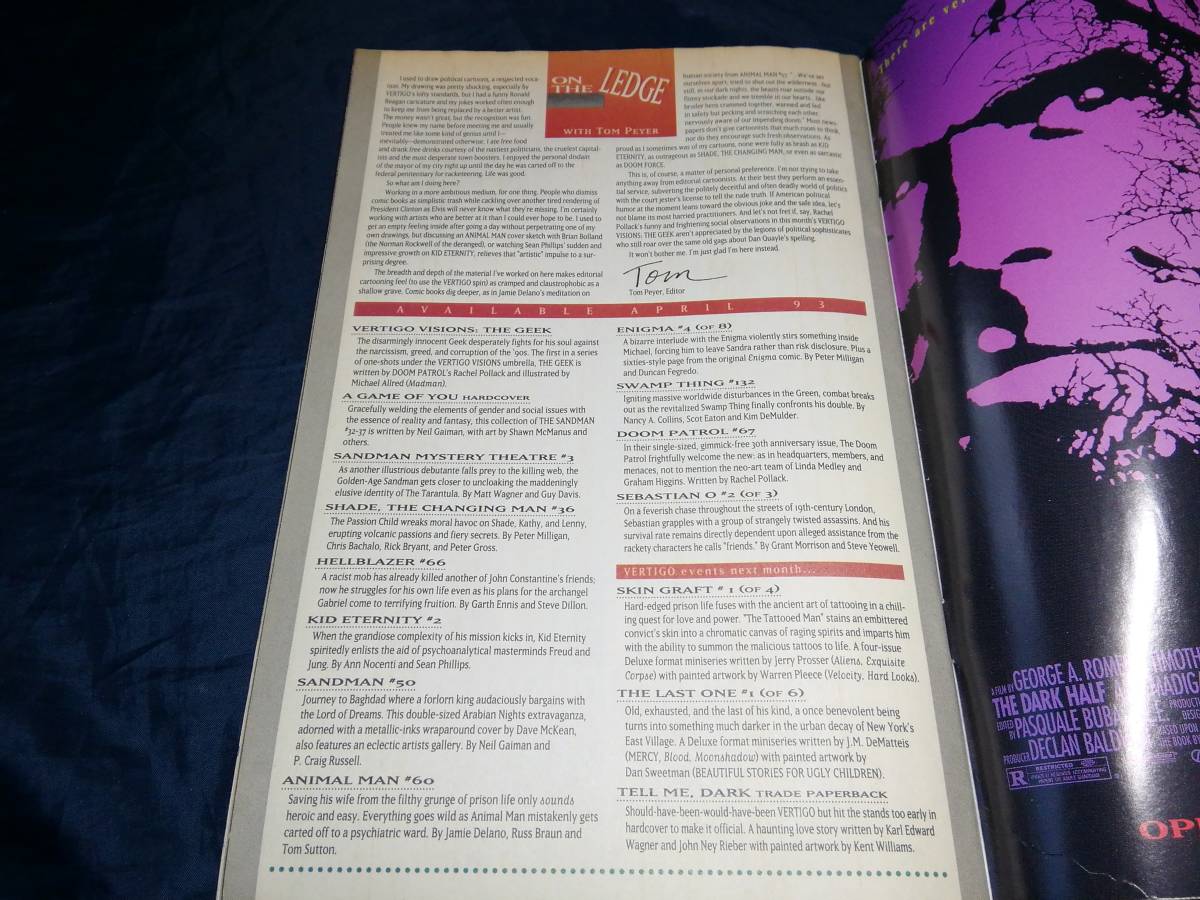 ON THE LEDGE
WITH TOM PEYER
I used to draw political cartoons, a respected voca-
tion. My drawing was pretty shocking, especially by
VERTIGO's lofty standards, but I had a funny Ronald
Reagan caricature and my jokes worked often enough
to keep me from being replaced by a better artist.
The money wasn't great, but the recognition was fun.
People knew my name before meeting me and usually
treated me like some kind of genius until I—
inevitably—demonstrated otherwise. I ate free food
and drank free drinks courtesy of the nastiest politicians, the cruelest capital-
ists and the most desperate town boosters. I enjoyed the personal disdain
of the mayor of my city right up until the day he was carted off to the
federal penitentiary for racketeering. Life was good.
So what am I doing here?
Working in a more ambitious medium, for one thing. People who dismiss
comic books as simplistic trash while cackling over another tired rendering of
President Clinton as Elvis will never know what they're missing. I'm certainly
working with artists who are better at it than I could ever hope to be. I used to
get an empty feeling inside after going a day without perpetrating one of my
own drawings, but discussing an ANIMAL MAN cover sketch with Brian Bolland
(the Norman Rockwell of the deranged), or watching Sean Phillips' sudden and
impressive growth on KID ETERNITY, relieves that "artistic" impulse to a sur-
prising degree.
The breadth and depth of the material I've worked on here makes editorial
cartooning feel (to use the VERTIGO spin) as cramped and claustrophobic as a
shallow grave. Comic books dig deeper, as in Jamie Delano's meditation on
human society from ANIMAL MAN "We've set
ourselves apart, tried to shut out the wilderness, but
still, in our dark nights, the beasts roar outside our
flimsy stockade and we tremble in our hearts, like
broiler hens crammed together, warmed and fed
in safety but pecking and scratching each other,
nervously aware of our impending doom." Most news-
papers don't give cartoonists that much room to think,
nor do they encourage such fresh observations. As
proud as I sometimes was of my cartoons, none were fully as brash as KID
ETERNITY, as outrageous as SHADE, THE CHANGING MAN, or even as sarcastic
as DOOM FORCE.
This is, of course, a matter of personal preference. I'm not trying to take
anything away from editorial cartoonists. At their best they perform an essen-
tial service, subverting the politely deceitful and often deadly world of politics
with the court jester's license to tell the rude truth. If American political
humor at the moment leans toward the obvious joke and the safe idea, let's
not blame its most harried practitioners. And let's not fret if, say, Rachel
Pollack's funny and frightening social observations in this month's VERTIGO
VISIONS: THE GEEK aren't appreciated by the legions of political sophisticates
who still roar over the same old gags about Dan Quayle's spelling.
It won't bother me. I'm just glad I'm here instead.
Tom
Tom Peyer, Editor
AVAILABLE APRIL 93
VERTIGO VISIONS: THE GEEK
The disarmingly innocent Geek desperately fights for his soul against
the narcissism, greed, and corruption of the '90s. The first in a series
of one-shots under the VERTIGO VISIONS umbrella, THE GEEK is
written by DOOM PATROL's Rachel Pollack and illustrated by
Michael Allred (Madman).
A GAME OF YOU HARDCOVER
Gracefully welding the elements of gender and social issues with
the essence of reality and fantasy, this collection of THE SANDMAN
#32-37 is written by Neil Gaiman, with art by Shawn McManus and
others.
SANDMAN MYSTERY THEATRE #3
As another illustrious debutante falls prey to the killing web, the
Golden-Age Sandman gets closer to uncloaking the maddeningly
elusive identity of The Tarantula. By Matt Wagner and Guy Davis.
SHADE, THE CHANGING MAN #36
The Passion Child wreaks moral havoc on Shade, Kathy, and Lenny,
erupting volcanic passions and fiery secrets. By Peter Milligan,
Chris Bachalo, Rick Bryant, and Peter Gross.
HELLBLAZER #66
A racist mob has already killed another of John Constantine's friends;
now he struggles for his own life even as his plans for the archangel
Gabriel come to terrifying fruition. By Garth Ennis and Steve Dillon.
KID ETERNITY #2
When the grandiose complexity of his mission kicks in, Kid Eternity
spiritedly enlists the aid of psychoanalytical masterminds Freud and
Jung. By Ann Nocenti and Sean Phillips.
SANDMAN #50
Journey to Baghdad where a forlorn king audaciously bargains with
the Lord of Dreams. This double-sized Arabian Nights extravaganza,
adorned with a metallic-inks wraparound cover by Dave McKean,
also features an eclectic artists gallery. By Neil Gaiman and
P. Craig Russell.
ANIMAL MAN #60
Saving his wife from the filthy grunge of prison life only sounds
heroic and easy. Everything goes wild as Animal Man mistakenly gets
carted off to a psychiatric ward. By Jamie Delano, Russ Braun and
Tom Sutton.
ENIGMA #4 (OF 8)
A bizarre interlude with the Enigma violently stirs something inside
Michael, forcing him to leave Sandra rather than risk disclosure. Plus a
sixties-style page from the original Enigma comic. By Peter Milligan
and Duncan Fegredo.
SWAMP THING #132
Igniting massive worldwide disturbances in the Green, combat breaks
out as the revitalized Swamp Thing finally confronts his double. By
Nancy A. Collins, Scot Eaton and Kim DeMulder.
DOOM PATROL #67
In their single-sized, gimmick-free 30th anniversary issue, The Doom
Patrol frightfully welcome the new: as in headquarters, members, and
menaces, not to mention the neo-art team of Linda Medley and
Graham Higgins. Written by Rachel Pollack.
SEBASTIAN O #2 (OF 3)
On a feverish chase throughout the streets of 19th-century London,
Sebastian grapples with a group of strangely twisted assassins. And his
survival rate remains directly dependent upon alleged assistance from the
rackety characters he calls "friends." By Grant Morrison and Steve Yeowell.
VERTIGO events next month...
SKIN GRAFT #1 (OF 4)
Hard-edged prison life fuses with the ancient art of tattooing in a chill-
ing quest for love and power. "The Tattooed Man" stains an embittered
convict's skin into a chromatic canvas of raging spirits and imparts him
with the ability to summon the malicious tattoos to life. A four-issue
Deluxe format miniseries written by Jerry Prosser (Aliens, Exquisite
Corpse) with painted artwork by Warren Pleece (Velocity, Hard Looks).
THE LAST ONE #1 (OF 6)
Old, exhausted, and the last of his kind, a once benevolent being
turns into something much darker in the urban decay of New York's
East Village. A Deluxe format miniseries written by J.M. DeMatteis
(MERCY, Blood, Moonshadow) with painted artwork by
Dan Sweetman (BEAUTIFUL STORIES FOR UGLY CHILDREN).
TELL ME, DARK TRADE PAPERBACK
Should-have-been-would-have-been VERTIGO but hit the stands too early in
hardcover to make it official. A haunting love story written by Karl Edward
Wagner and John Ney Rieber with painted artwork by Kent Williams.
There are
A FILM BY GEORGE A. ROME
THE DARK HALF
EDITED BY PASQUALE BUBA
PRODUCER DECLAN BALD
BASED UPON
THE BOOK BY
R RESTRICTED
OP